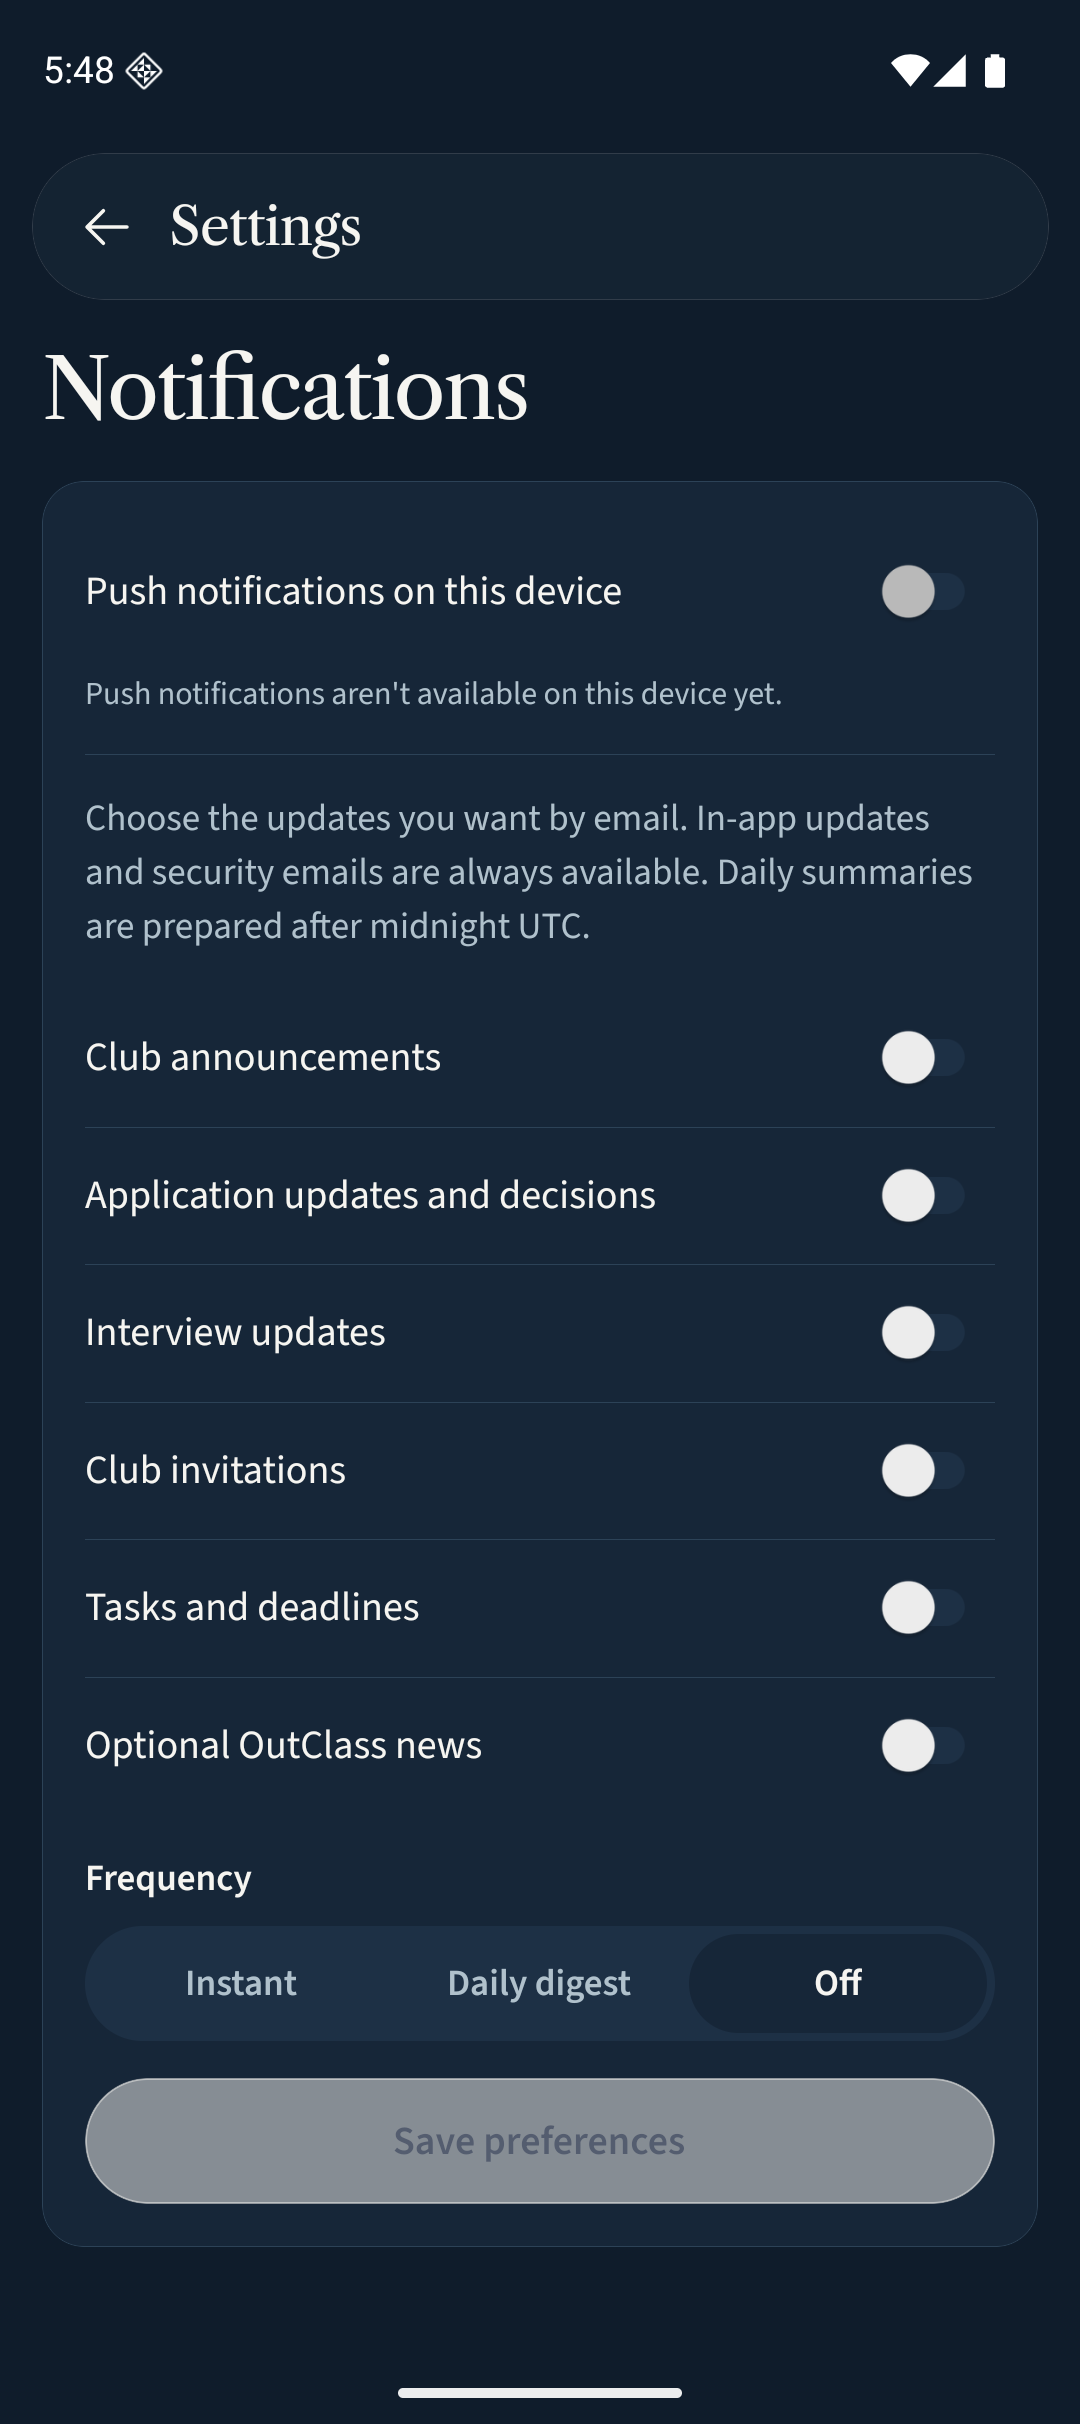 5:48
Settings
Notifications
Push notifications on this device
Push notifications aren't available on this device yet.
Choose the updates you want by email. In-app updates
and security emails are always available. Daily summaries
are prepared after midnight UTC.
Club announcements
Application updates and decisions
Interview updates
Club invitations
Tasks and deadlines
Optional OutClass news
Frequency
Instant
Daily digest
Off
Save preferences